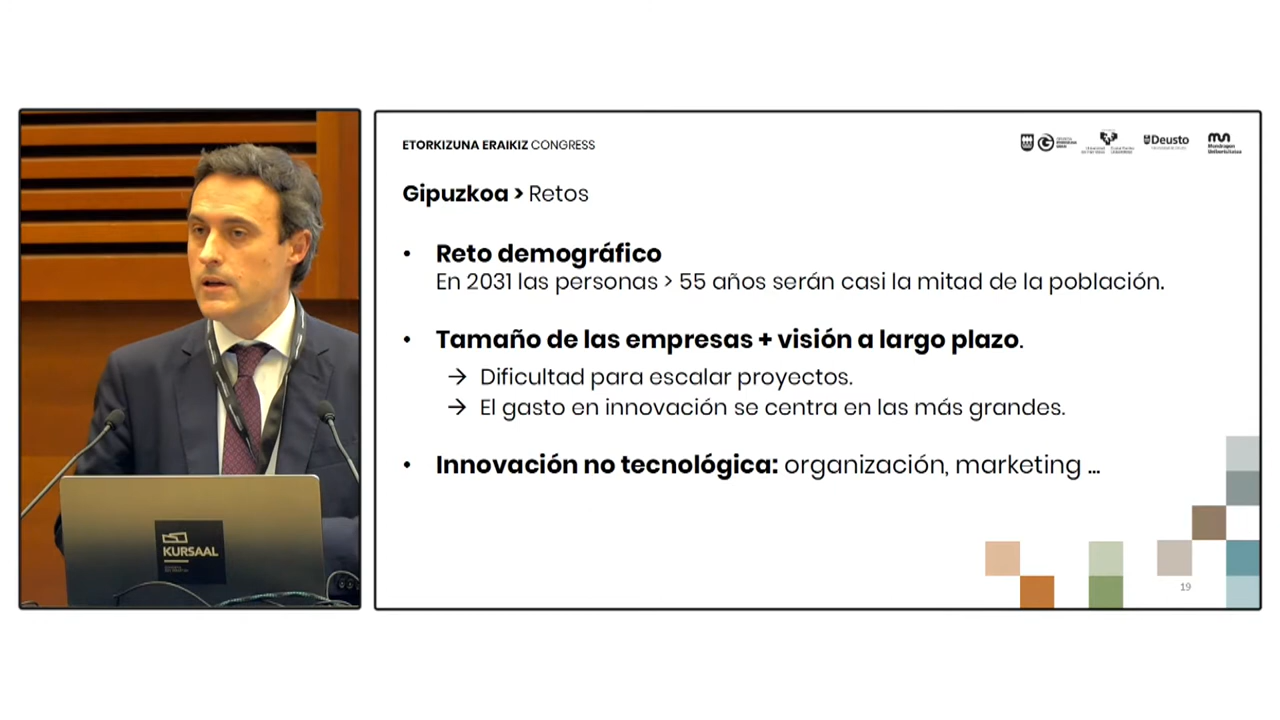 ETORKIZUNA ERAIKIZ CONGRESS
Deusto
Gipuzkoa > Retos
• Reto demográfico
En 2031 las personas > 55 años serán casi la mitad de la población.
• Tamaño de las empresas + visión a largo plazo.
→ Dificultad para escalar proyectos.
→ El gasto en innovación se centra en las más grandes.
• Innovación no tecnológica: organización, marketing ...
19
KURSAAL